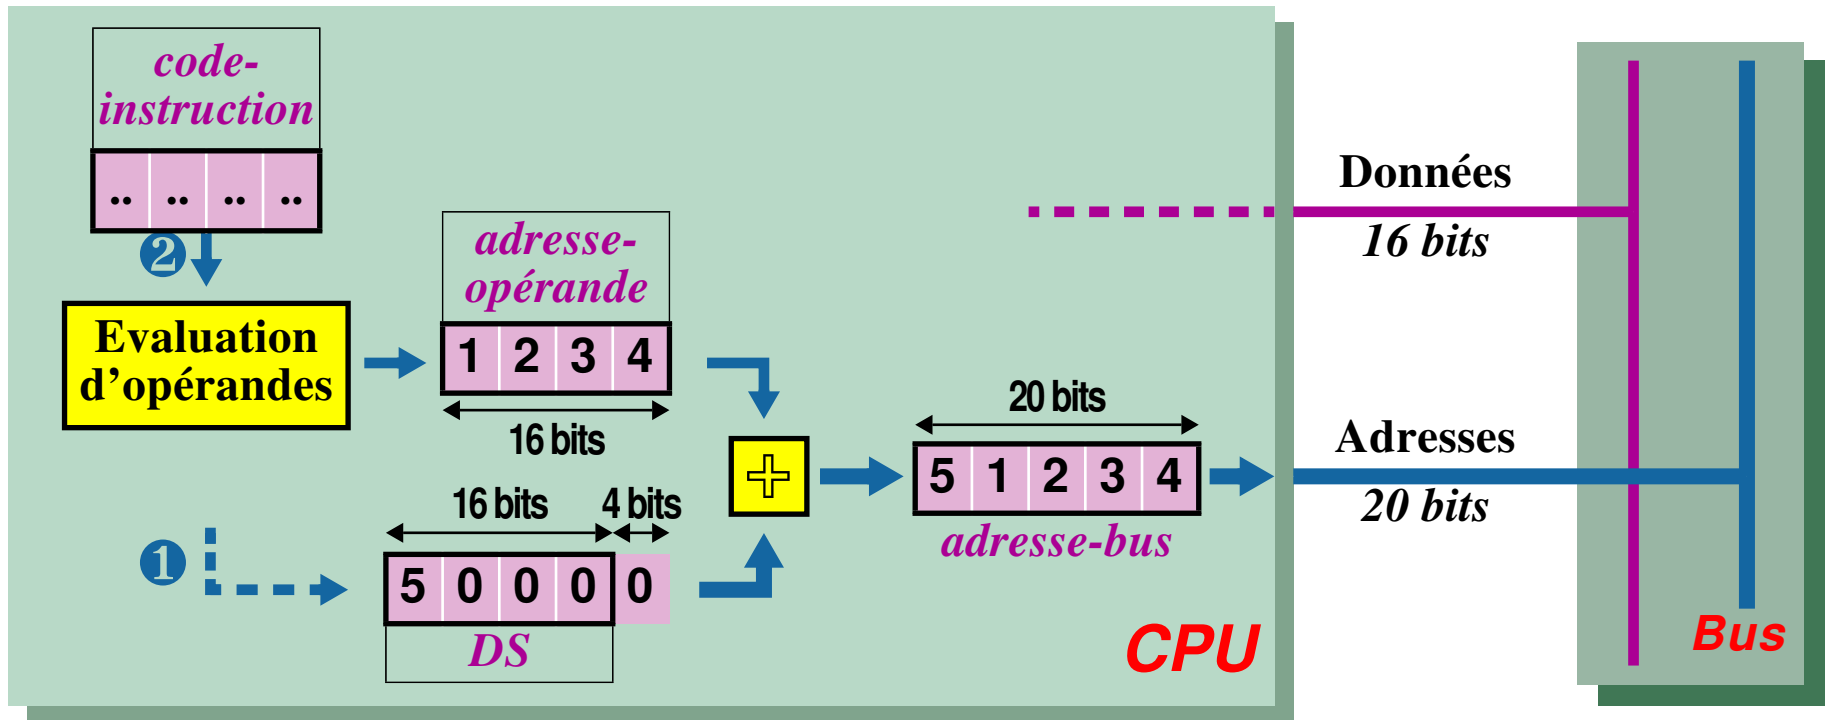 code-
instruction
.. .. .. ..
❷
Evaluation
d’opérandes
adresse-
opérande
1 2 3 4
16 bits
16 bits 4 bits
❶
5 0 0 0 0
DS
+
20 bits
5 1 2 3 4
adresse-bus
CPU
Données
16 bits
Adresses
20 bits
Bus